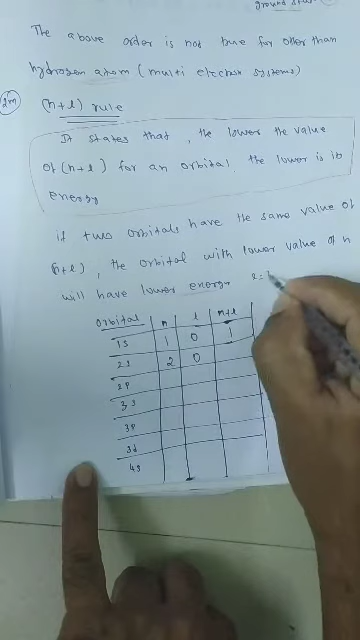 ground stat
The above order is not true for other than
hydrogen atom (multi electron systems)
2m (n+l) rule
It states that, the lower the value
of (n+l) for an orbital, the lower is its
energy
if two orbitals have the same value of
(n+l), the orbital with lower value of n
will have lower energy
orbital n l n+l
1s 1 0 1
2s 2 0
2p
3s
3p
3d
4s